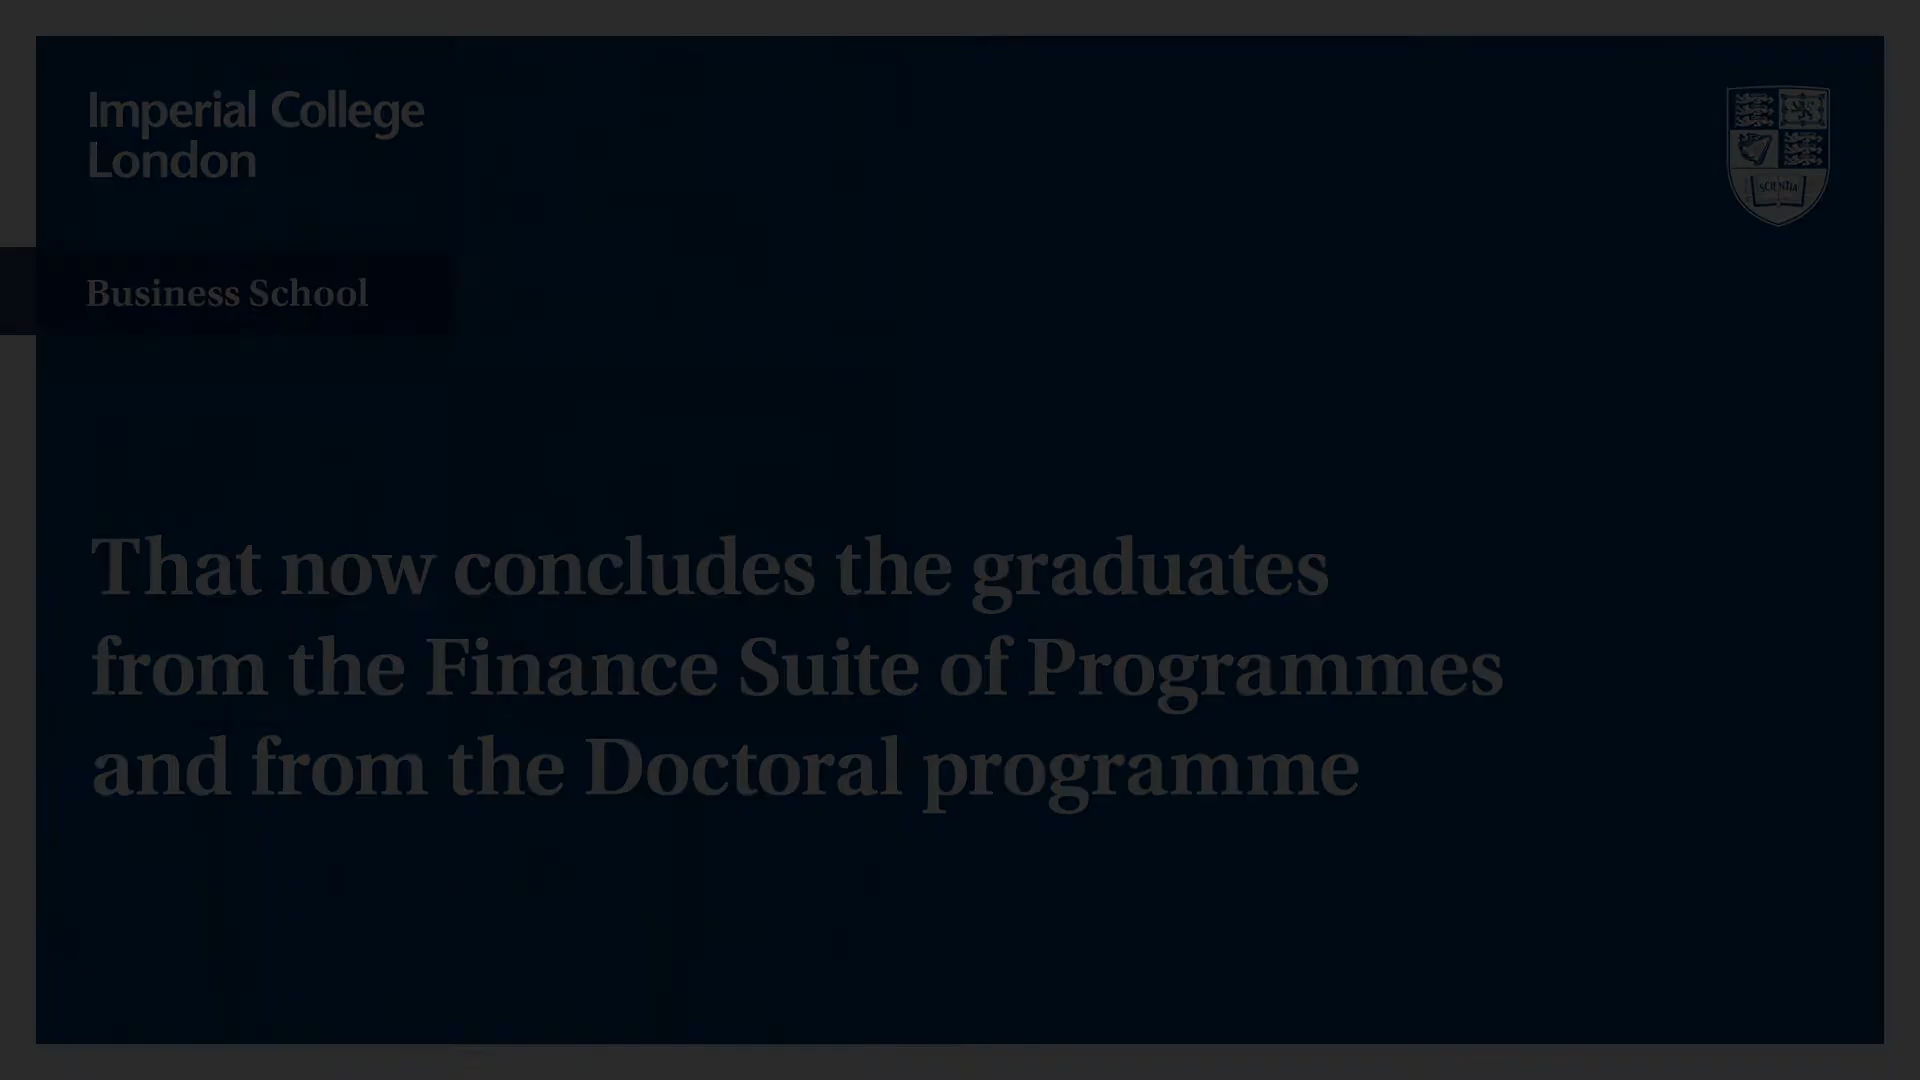 Imperial College
London
SCIENTIA
Business School
That now concludes the graduates
from the Finance Suite of Programmes
and from the Doctoral programme